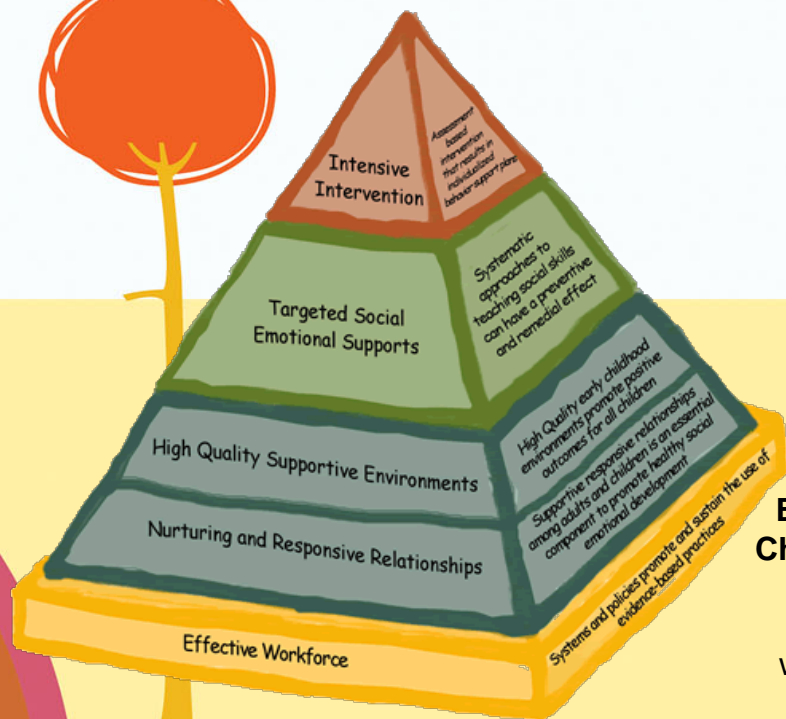 Intensive
Intervention
Assessment
based
intervention
that results in
individualized
behavior support plans
Targeted Social
Emotional Supports
Systematic
approaches to
teaching social skills
can have a preventive
and remedial effect
High Quality Supportive Environments
High Quality early childhood
environments promote positive
outcomes for all children
Nurturing and Responsive Relationships
Supportive responsive relationships
among adults and children is an essential
component to promote healthy social
emotional development
Effective Workforce
Systems and policies promote and sustain the use of
evidence-based practices